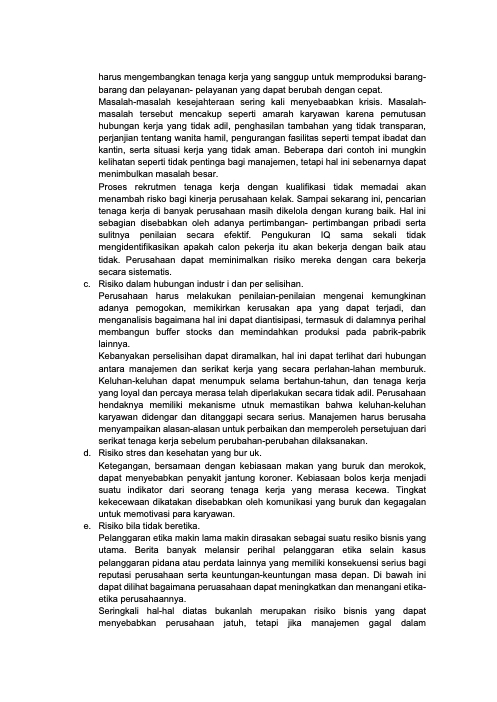 harus mengembangkan tenaga kerja yang sanggup untuk memproduksi barang-
barang dan pelayanan- pelayanan yang dapat berubah dengan cepat.
Masalah-masalah kesejahteraan sering kali menyebaabkan krisis. Masalah-
masalah tersebut mencakup seperti amarah karyawan karena pemutusan
hubungan kerja yang tidak adil, penghasilan tambahan yang tidak transparan,
perjanjian tentang wanita hamil, pengurangan fasilitas seperti tempat ibadat dan
kantin, serta situasi kerja yang tidak aman. Beberapa dari contoh ini mungkin
kelihatan seperti tidak pentinga bagi manajemen, tetapi hal ini sebenarnya dapat
menimbulkan masalah besar.
Proses rekrutmen tenaga kerja dengan kualifikasi tidak memadai akan
menambah risiko bagi kinerja perusahaan kelak. Sampai sekarang ini, pencarian
tenaga kerja di banyak perusahaan masih dikelola dengan kurang baik. Hal ini
sebagian disebabkan oleh adanya pertimbangan- pertimbangan pribadi serta
sulitnya penilaian secara efektif. Pengukuran IQ sama sekali tidak
mengidentifikasikan apakah calon pekerja itu akan bekerja dengan baik atau
tidak. Perusahaan dapat meminimalkan risiko mereka dengan cara bekerja
secara sistematis.
c. Risiko dalam hubungan industr i dan per selisihan.
Perusahaan harus melakukan penilaian-penilaian mengenai kemungkinan
adanya pemogokan, memikirkan kerusakan apa yang dapat terjadi, dan
menganalisis bagaimana hal ini dapat diantisipasi, termasuk di dalamnya perihal
membangun buffer stocks dan memindahkan produksi pada pabrik-pabrik
lainnya.
Kebanyakan perselisihan dapat diramalkan, hal ini dapat terlihat dari hubungan
antara manajemen dan serikat kerja yang secara perlahan-lahan memburuk.
Keluhan-keluhan dapat menumpuk selama bertahun-tahun, dan tenaga kerja
yang loyal dan percaya merasa telah diperlakukan secara tidak adil. Perusahaan
hendaknya memiliki mekanisme utnuk memastikan bahwa keluhan-keluhan
karyawan didengar dan ditanggapi secara serius. Manajemen harus berusaha
menyampaikan alasan-alasan untuk perbaikan dan memperoleh persetujuan dari
serikat tenaga kerja sebelum perubahan-perubahan dilaksanakan.
d. Risiko stres dan kesehatan yang bur uk.
Ketegangan, bersamaan dengan kebiasaan makan yang buruk dan merokok,
dapat menyebabkan penyakit jantung koroner. Kebiasaan bolos kerja menjadi
suatu indikator dari seorang tenaga kerja yang merasa kecewa. Tingkat
kekecewaan dikatakan disebabkan oleh komunikasi yang buruk dan kegagalan
untuk memotivasi para karyawan.
e. Risiko bila tidak beretika.
Pelanggaran etika makin lama makin dirasakan sebagai suatu resiko bisnis yang
utama. Berita banyak melansir perihal pelanggaran etika selain kasus
pelanggaran pidana atau perdata lainnya yang memiliki konsekuensi serius bagi
reputasi perusahaan serta keuntungan-keuntungan masa depan. Di bawah ini
dapat dilihat bagaimana peruasahaan dapat meningkatkan dan menangani etika-
etika perusahaannya.
Seringkali hal-hal diatas bukanlah merupakan risiko bisnis yang dapat
menyebabkan perusahaan jatuh, tetapi jika manajemen gagal dalam